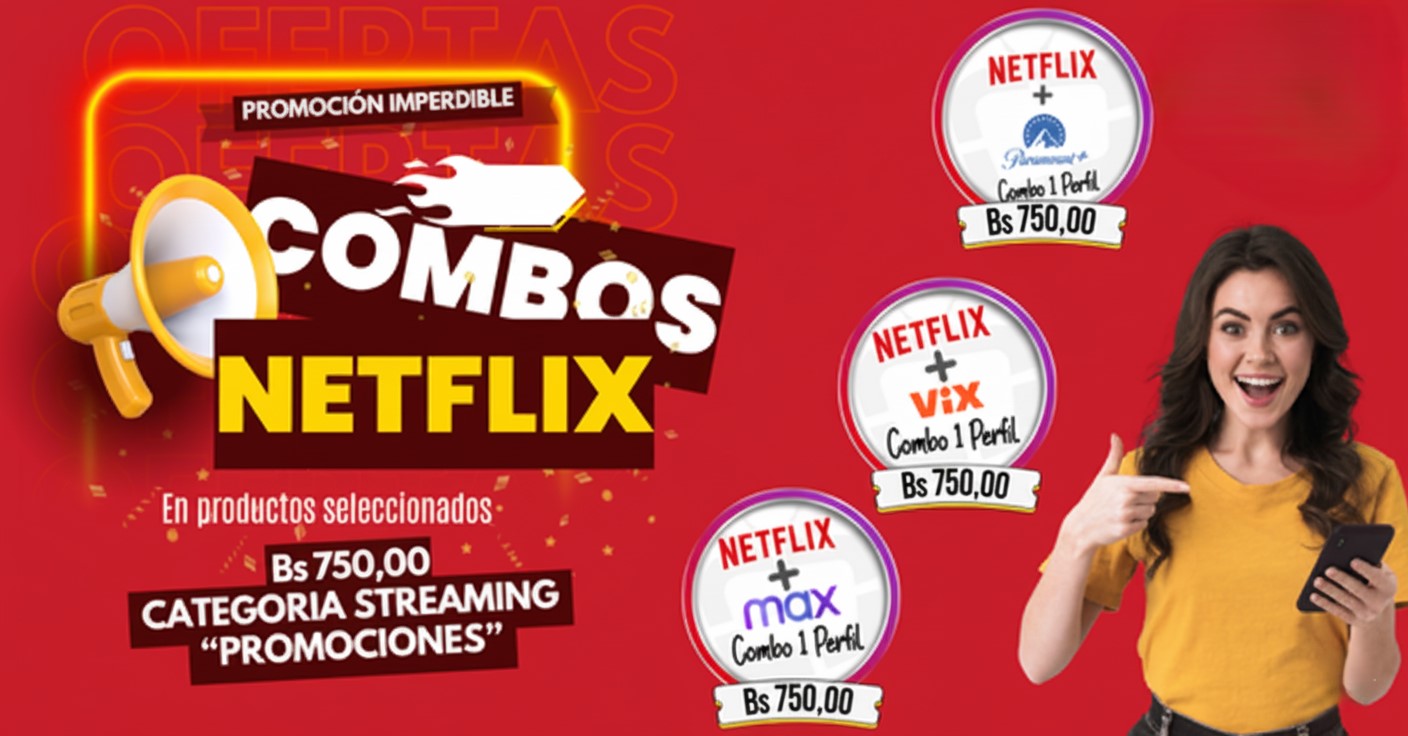 OFERTAS
OFERTAS
PROMOCIÓN IMPERDIBLE
COMBOS
NETFLIX
En productos seleccionados
Bs 750,00
CATEGORIA STREAMING
“PROMOCIONES”
NETFLIX
+
Paramount+
Combo 1 Perfil
Bs 750,00
NETFLIX
+
ViX
Combo 1 Perfil
Bs 750,00
NETFLIX
+
max
Combo 1 Perfil
Bs 750,00